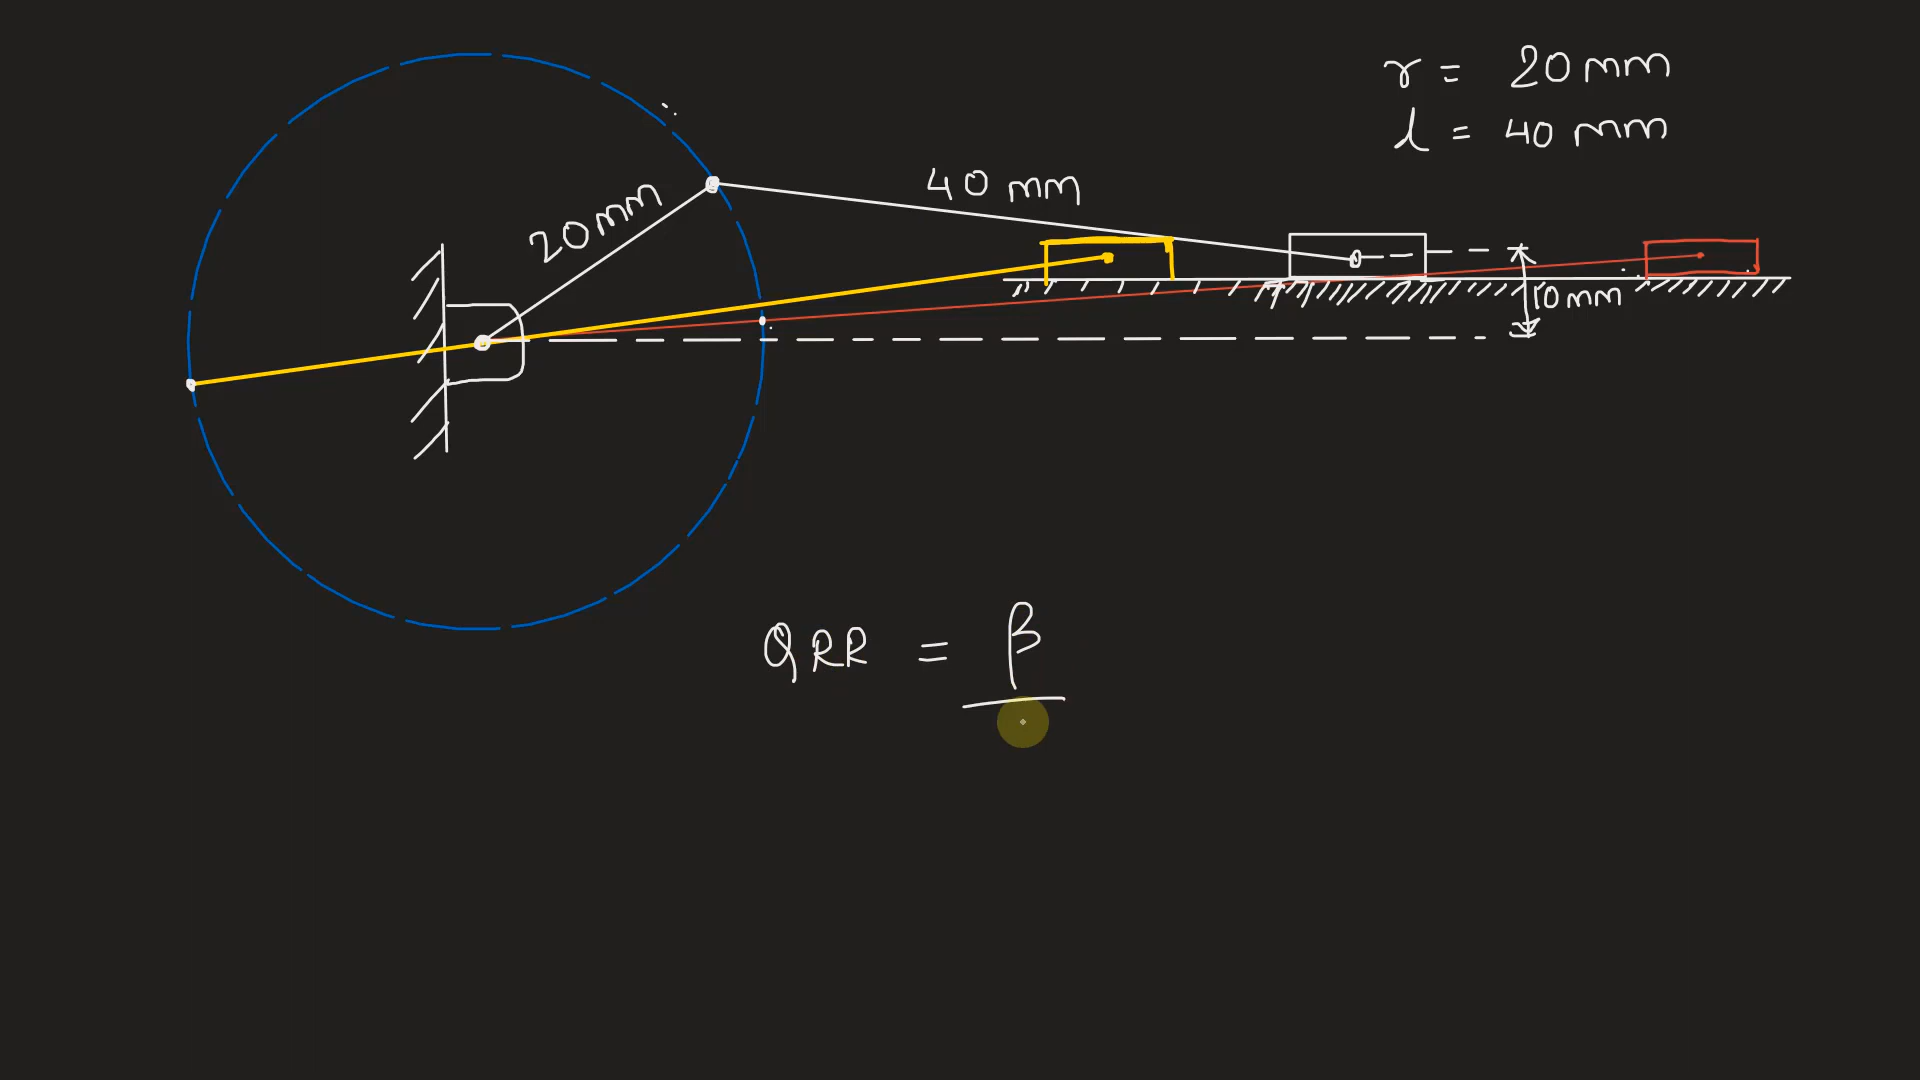 r = 20 mm
l = 40 mm
40 mm
20 mm
10 mm
QRR = β